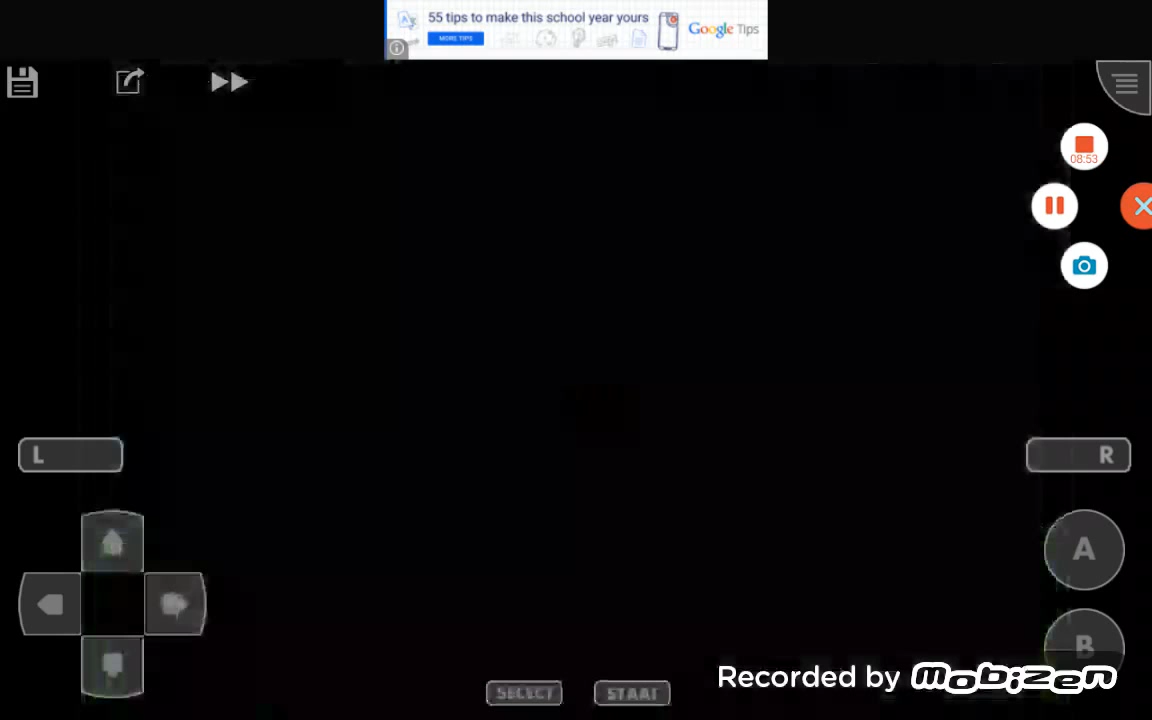 55 tips to make this school year yours
MORE TIPS
Google Tips
08:53
L
R
A
B
SELECT
START
Recorded by Mobizen